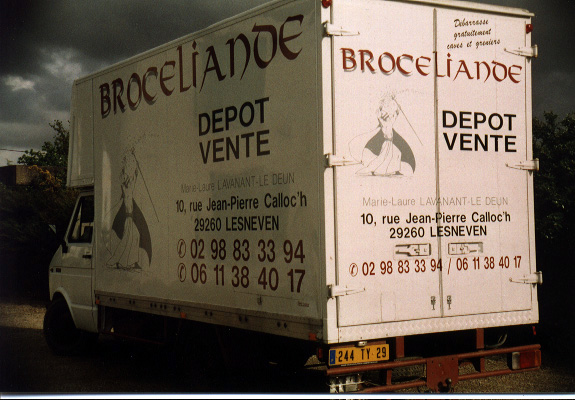 BROCELIANDE
DEPOT
VENTE
Marie-Laure LAVANANT-LE DEUN
10, rue Jean-Pierre Calloc'h
29260 LESNEVEN
02 98 83 33 94
06 11 38 40 17
Débarrasse
gratuitement
caves et greniers
BROCELIANDE
DEPOT
VENTE
Marie-Laure LAVANANT-LE DEUN
10, rue Jean-Pierre Calloc'h
29260 LESNEVEN
02 98 83 33 94 / 06 11 38 40 17
244 TY 29